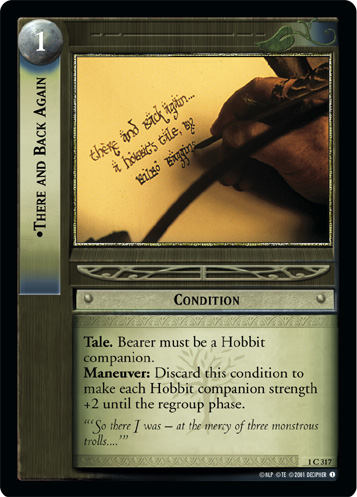 1
•There and Back Again
there and back again...
a hobbit's tale, by
Bilbo Baggins
Condition
Tale. Bearer must be a Hobbit
companion.
Maneuver: Discard this condition to
make each Hobbit companion strength
+2 until the regroup phase.
"‘So there I was – at the mercy of three monstrous
trolls....’"
1 C 317
©NLP ©TE ©2001 DECIPHER